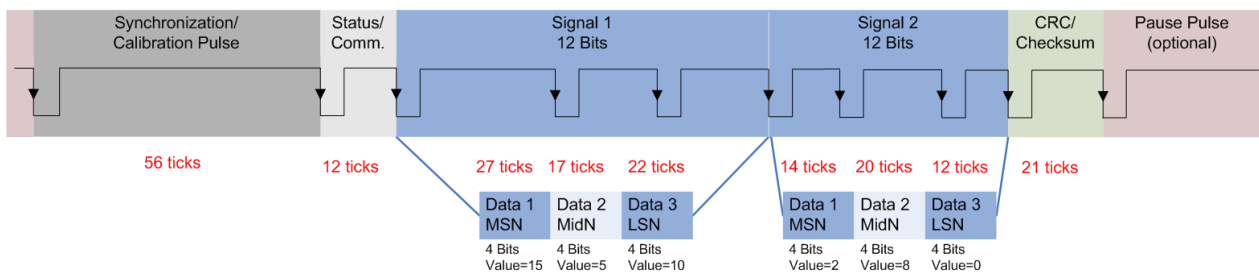 Synchronization/
Calibration Pulse
Status/
Comm.
Signal 1
12 Bits
Signal 2
12 Bits
CRC/
Checksum
Pause Pulse
(optional)
56 ticks
12 ticks
27 ticks
17 ticks
22 ticks
14 ticks
20 ticks
12 ticks
21 ticks
Data 1
MSN
Data 2
MidN
Data 3
LSN
Data 1
MSN
Data 2
MidN
Data 3
LSN
4 Bits
Value=15
4 Bits
Value=5
4 Bits
Value=10
4 Bits
Value=2
4 Bits
Value=8
4 Bits
Value=0